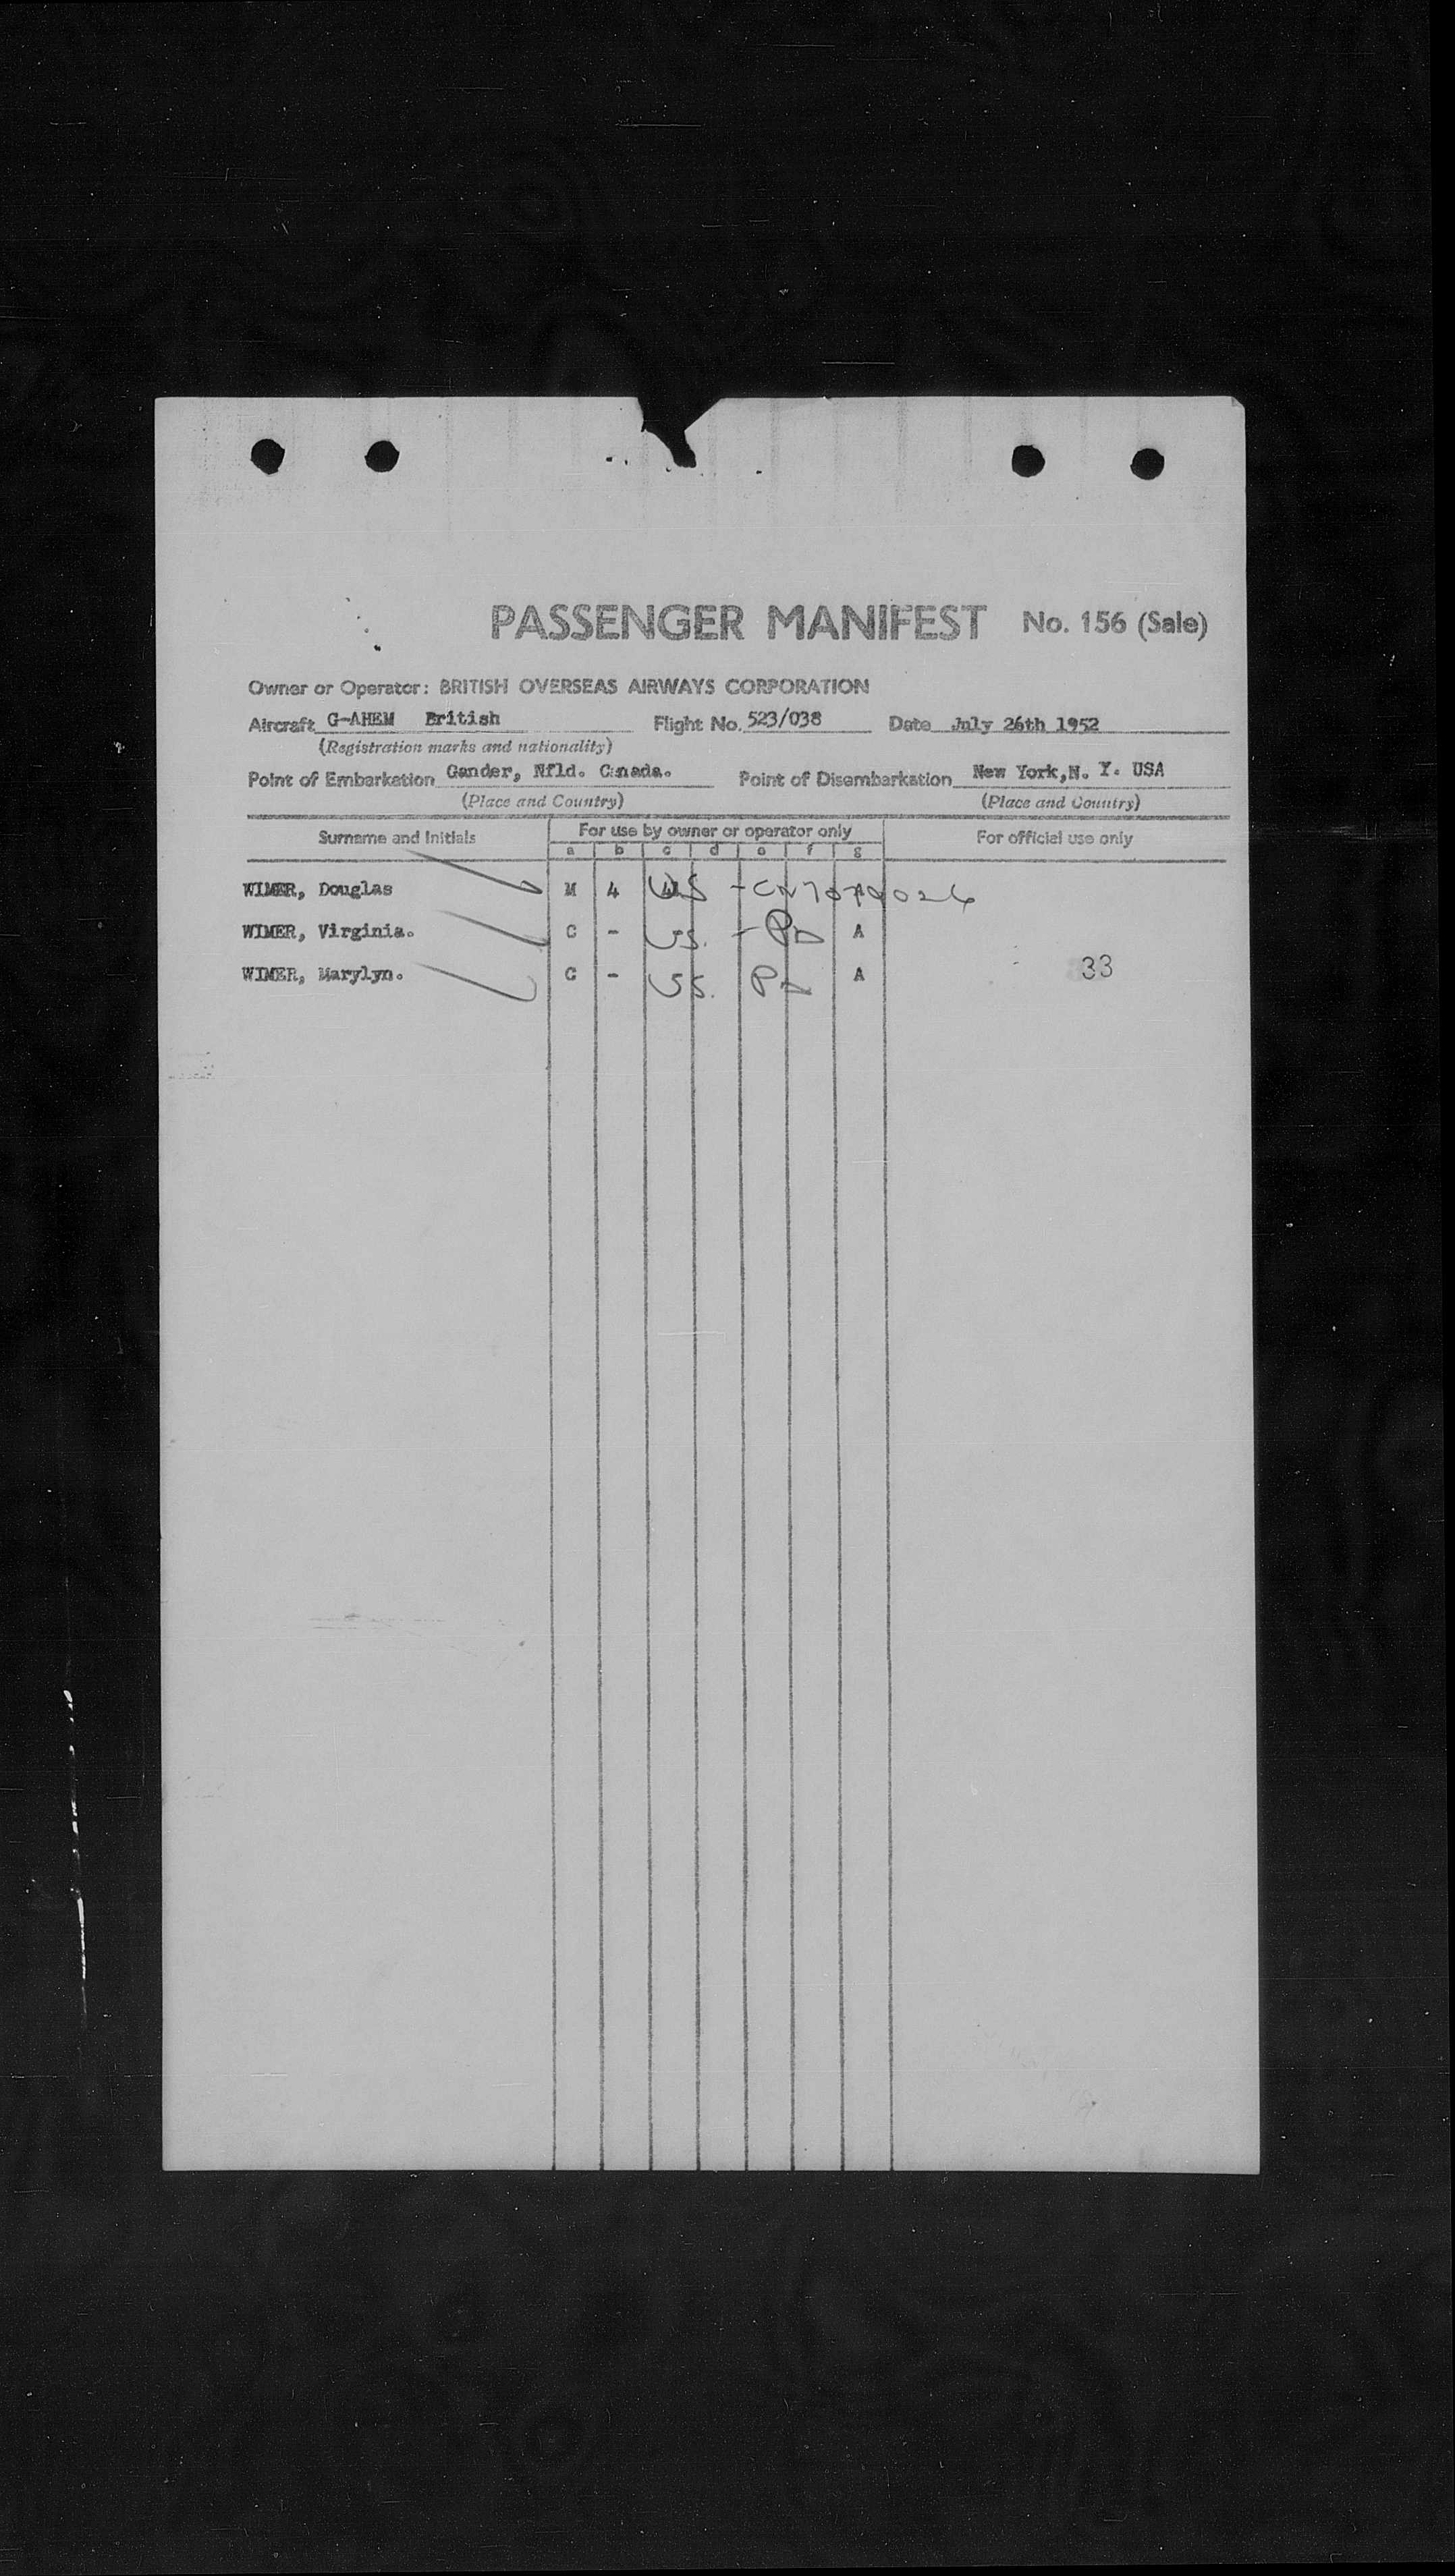 PASSENGER MANIFEST No. 156 (Sale)
Owner or Operator: BRITISH OVERSEAS AIRWAYS CORPORATION
Aircraft G-AHEM British Flight No. 523/038 Date July 26th 1952
(Registration marks and nationality)
Point of Embarkation Gander, Nfld. Canada. Point of Disembarkation New York, N. Y. USA
(Place and Country) (Place and Country)
Surname and Initials For use by owner or operator only For official use only
a b c d e f g
WIMER, Douglas M 4 US -
WIMER, Virginia. C - US. - A
WIMER, Marylyn. C - US. A 33